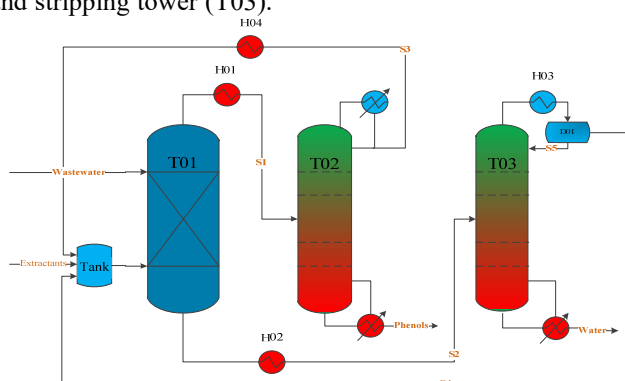 and stripping tower (T03).
H04
S3
H01
H03
D01
T01
T02
T03
S5
S1
Wastewater
Extractants
Tank
Phenols
Water
H02
S2